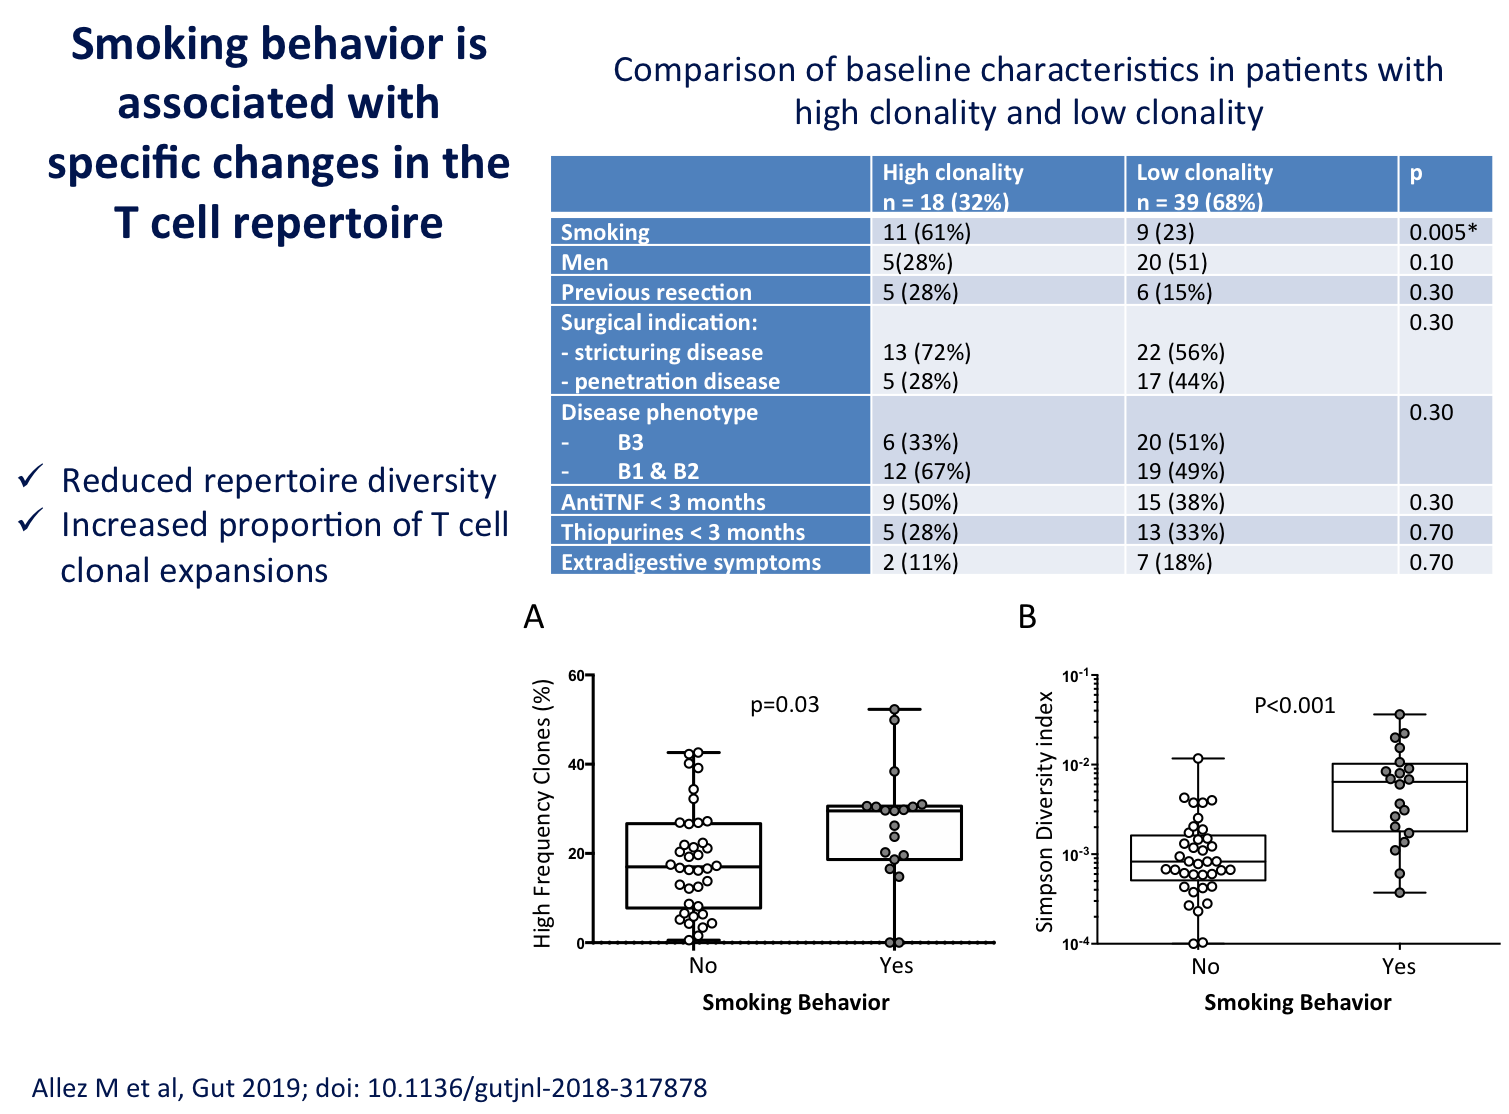 Smoking behavior is
associated with
specific changes in the
T cell repertoire
✓ Reduced repertoire diversity
✓ Increased proportion of T cell
clonal expansions
Comparison of baseline characteristics in patients with
high clonality and low clonality
High clonality n = 18 (32%) Low clonality n = 39 (68%) p
Smoking 11 (61%) 9 (23) 0.005*
Men 5(28%) 20 (51) 0.10
Previous resection 5 (28%) 6 (15%) 0.30
Surgical indication: 0.30
- stricturing disease 13 (72%) 22 (56%)
- penetration disease 5 (28%) 17 (44%)
Disease phenotype 0.30
- B3 6 (33%) 20 (51%)
- B1 & B2 12 (67%) 19 (49%)
AntiTNF < 3 months 9 (50%) 15 (38%) 0.30
Thiopurines < 3 months 5 (28%) 13 (33%) 0.70
Extradigestive symptoms 2 (11%) 7 (18%) 0.70
A
High Frequency Clones (%)
60
40
20
0
p=0.03
No Yes
Smoking Behavior
B
Simpson Diversity index
10-1
10-2
10-3
10-4
P<0.001
No Yes
Smoking Behavior
Allez M et al, Gut 2019; doi: 10.1136/gutjnl-2018-317878